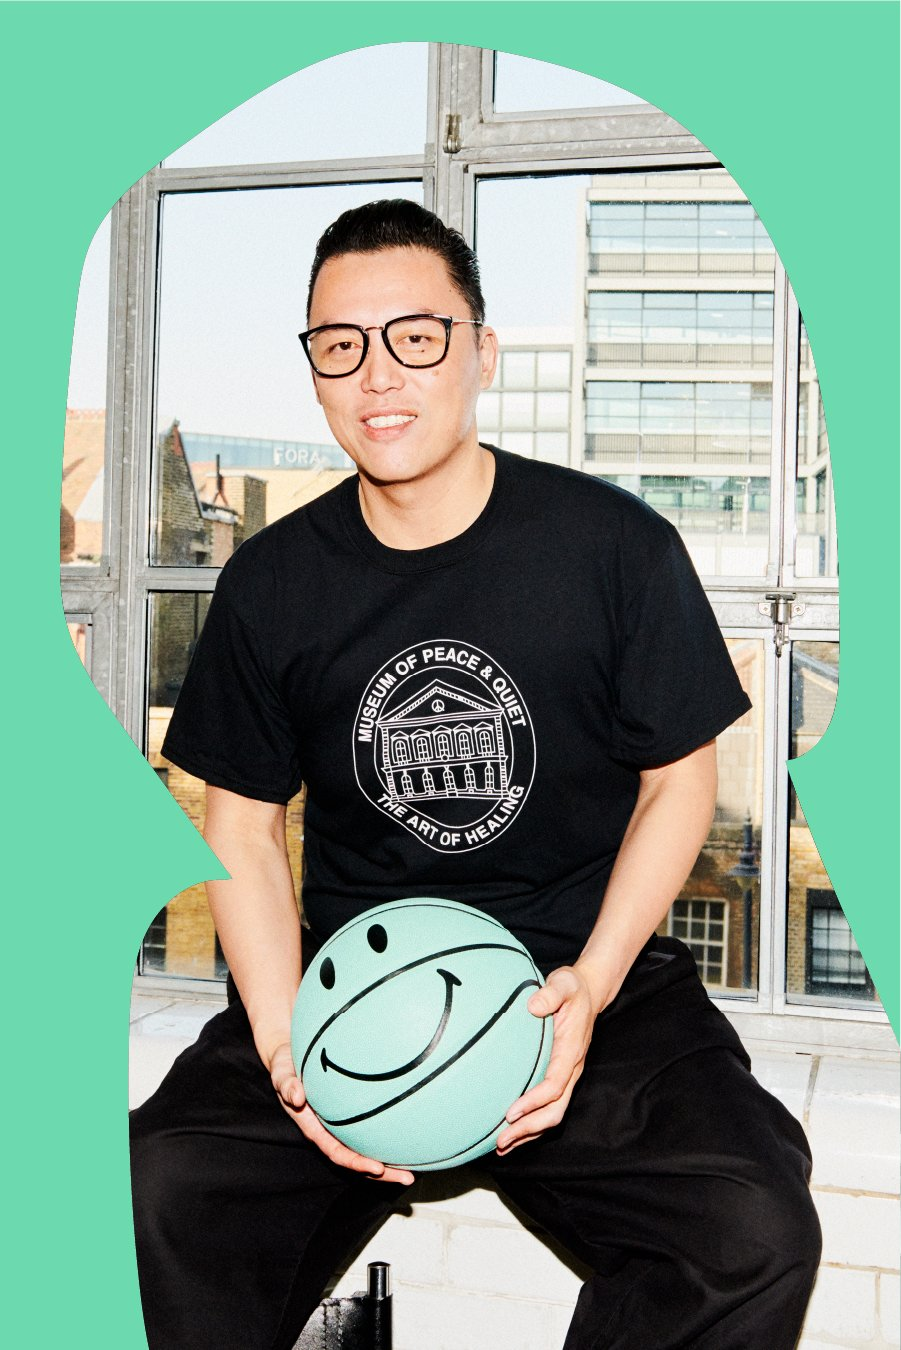 FORA
MUSEUM OF PEACE & QUIET
THE ART OF HEALING